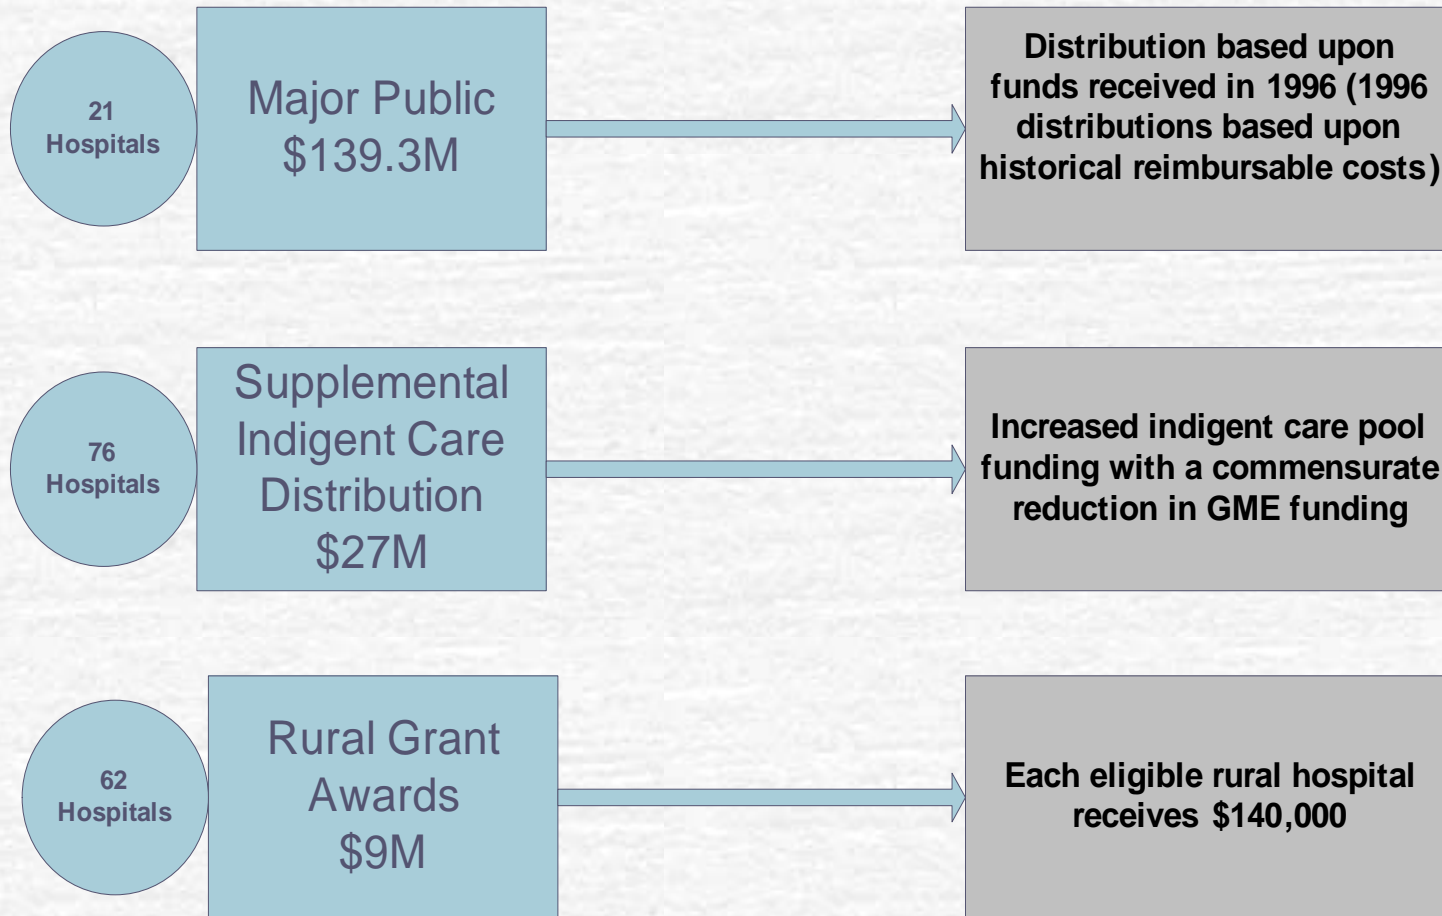 21
Hospitals
Major Public
$139.3M
Distribution based upon
funds received in 1996 (1996
distributions based upon
historical reimbursable costs)
76
Hospitals
Supplemental
Indigent Care
Distribution
$27M
Increased indigent care pool
funding with a commensurate
reduction in GME funding
62
Hospitals
Rural Grant
Awards
$9M
Each eligible rural hospital
receives $140,000